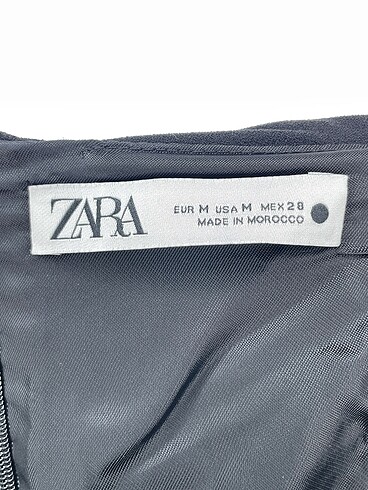 ZARA
EUR M USA M MEX 28
MADE IN MOROCCO